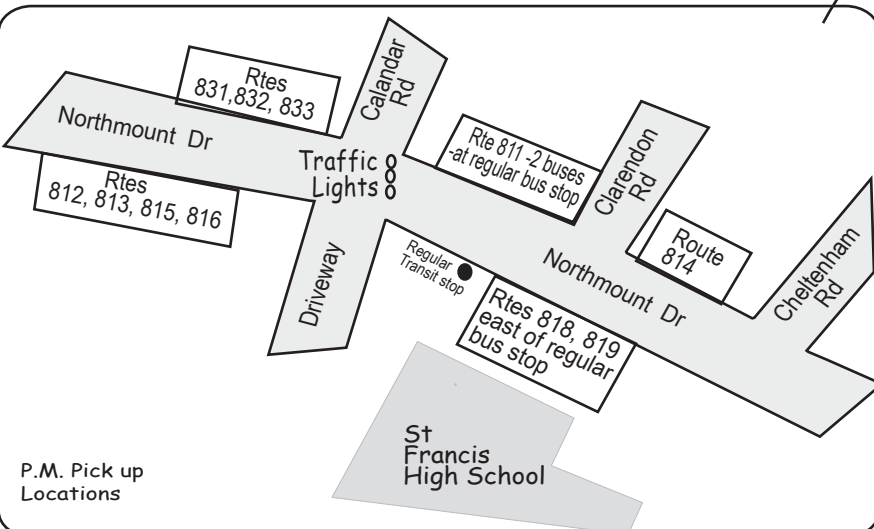 Rtes
831,832, 833
Calandar
Rd
Northmount Dr
Rtes
812, 813, 815, 816
Traffic
Lights
Driveway
Rte 811 -2 buses
-at regular bus stop
Clarendon
Rd
Route
814
Cheltenham
Rd
Northmount Dr
Regular
Transit stop
Rtes 818, 819
east of regular
bus stop
St
Francis
High School
P.M. Pick up
Locations